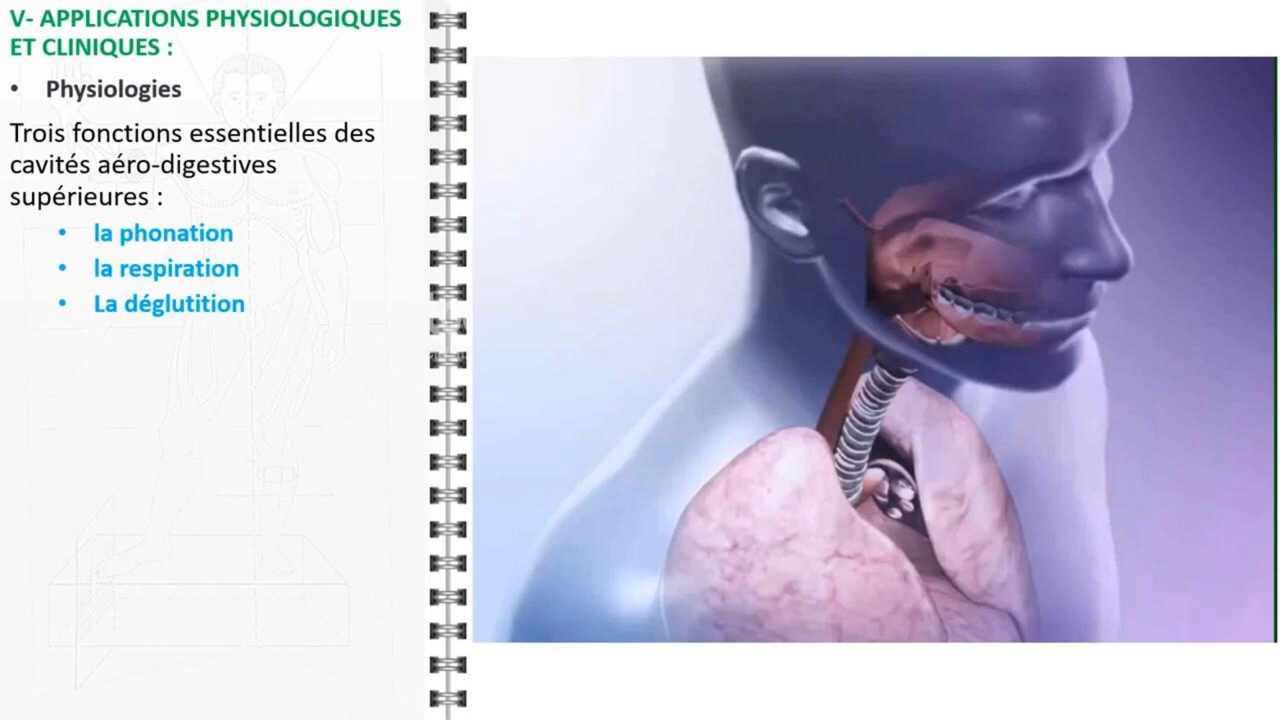 V- APPLICATIONS PHYSIOLOGIQUES
ET CLINIQUES :
• Physiologies
Trois fonctions essentielles des
cavités aéro-digestives
supérieures :
• la phonation
• la respiration
• La déglutition